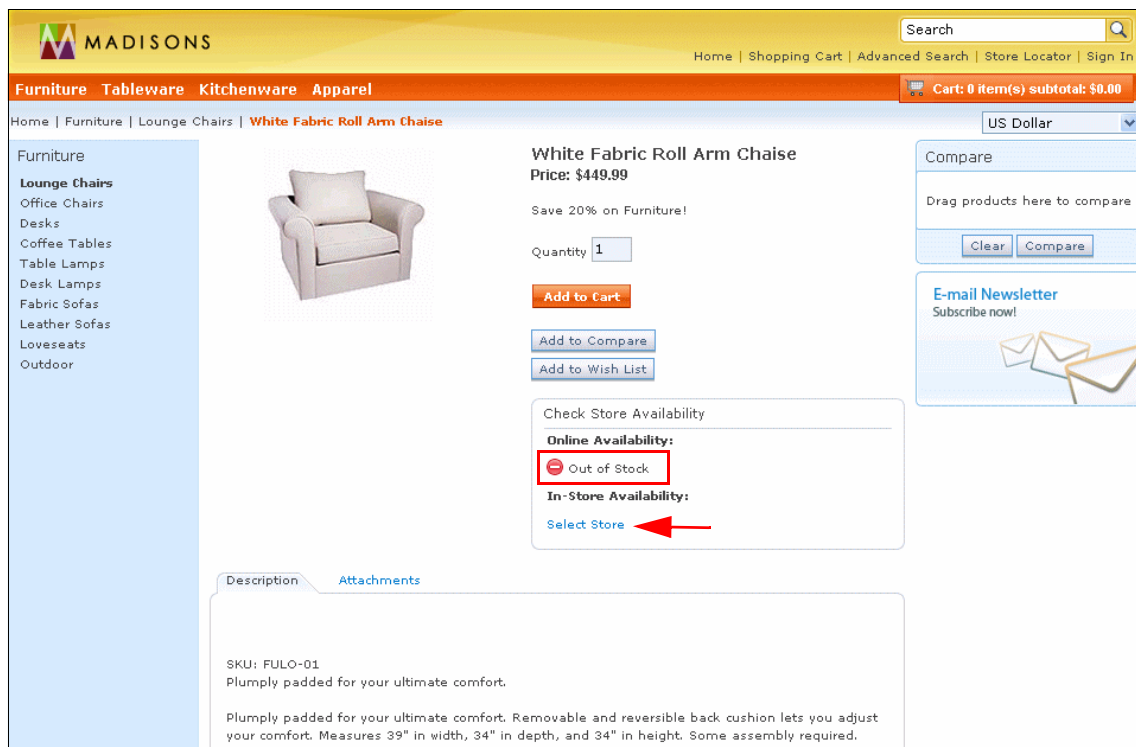 MADISONS
Search
Home | Shopping Cart | Advanced Search | Store Locator | Sign In
Furniture Tableware Kitchenware Apparel
Cart: 0 item(s) subtotal: $0.00
Home | Furniture | Lounge Chairs | White Fabric Roll Arm Chaise
US Dollar
Furniture
Lounge Chairs
Office Chairs
Desks
Coffee Tables
Table Lamps
Desk Lamps
Fabric Sofas
Leather Sofas
Loveseats
Outdoor
White Fabric Roll Arm Chaise
Price: $449.99
Save 20% on Furniture!
Quantity 1
Add to Cart
Add to Compare
Add to Wish List
Check Store Availability
Online Availability:
Out of Stock
In-Store Availability:
Select Store
Compare
Drag products here to compare
Clear Compare
E-mail Newsletter
Subscribe now!
Description Attachments
SKU: FULO-01
Plumply padded for your ultimate comfort.
Plumply padded for your ultimate comfort. Removable and reversible back cushion lets you adjust
your comfort. Measures 39" in width, 34" in depth, and 34" in height. Some assembly required.